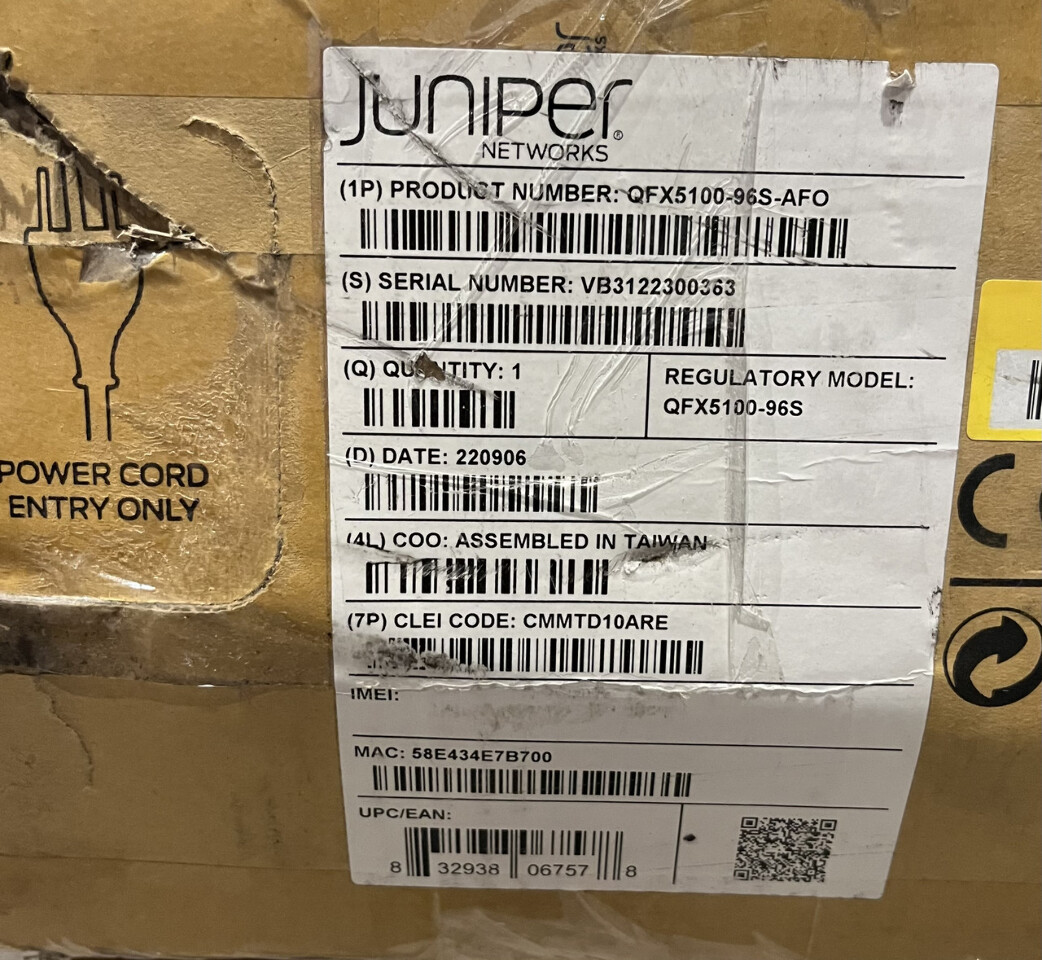 JUNIPer®
NETWORKS
(1P) PRODUCT NUMBER: QFX5100-96S-AFO
(S) SERIAL NUMBER: VB3122300363
(Q) QUANTITY: 1
REGULATORY MODEL:
QFX5100-96S
(D) DATE: 220906
(4L) COO: ASSEMBLED IN TAIWAN
(7P) CLEI CODE: CMMTD10ARE
IMEI:
MAC: 58E434E7B700
UPC/EAN:
8 32938 06757 8
POWER CORD
ENTRY ONLY